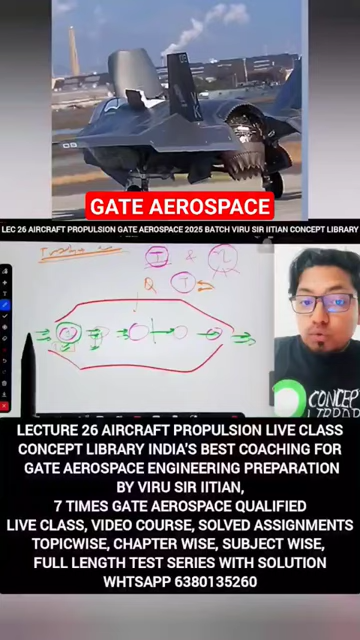 GATE AEROSPACE
LEC 26 AIRCRAFT PROPULSION GATE AEROSPACE 2025 BATCH VIRU SIR IITIAN CONCEPT LIBRARY
I & L
Q T
CONCEPT
LECTURE 26 AIRCRAFT PROPULSION LIVE CLASS
CONCEPT LIBRARY INDIA'S BEST COACHING FOR
GATE AEROSPACE ENGINEERING PREPARATION
BY VIRU SIR IITIAN,
7 TIMES GATE AEROSPACE QUALIFIED
LIVE CLASS, VIDEO COURSE, SOLVED ASSIGNMENTS
TOPICWISE, CHAPTER WISE, SUBJECT WISE,
FULL LENGTH TEST SERIES WITH SOLUTION
WHTSAPP 6380135260